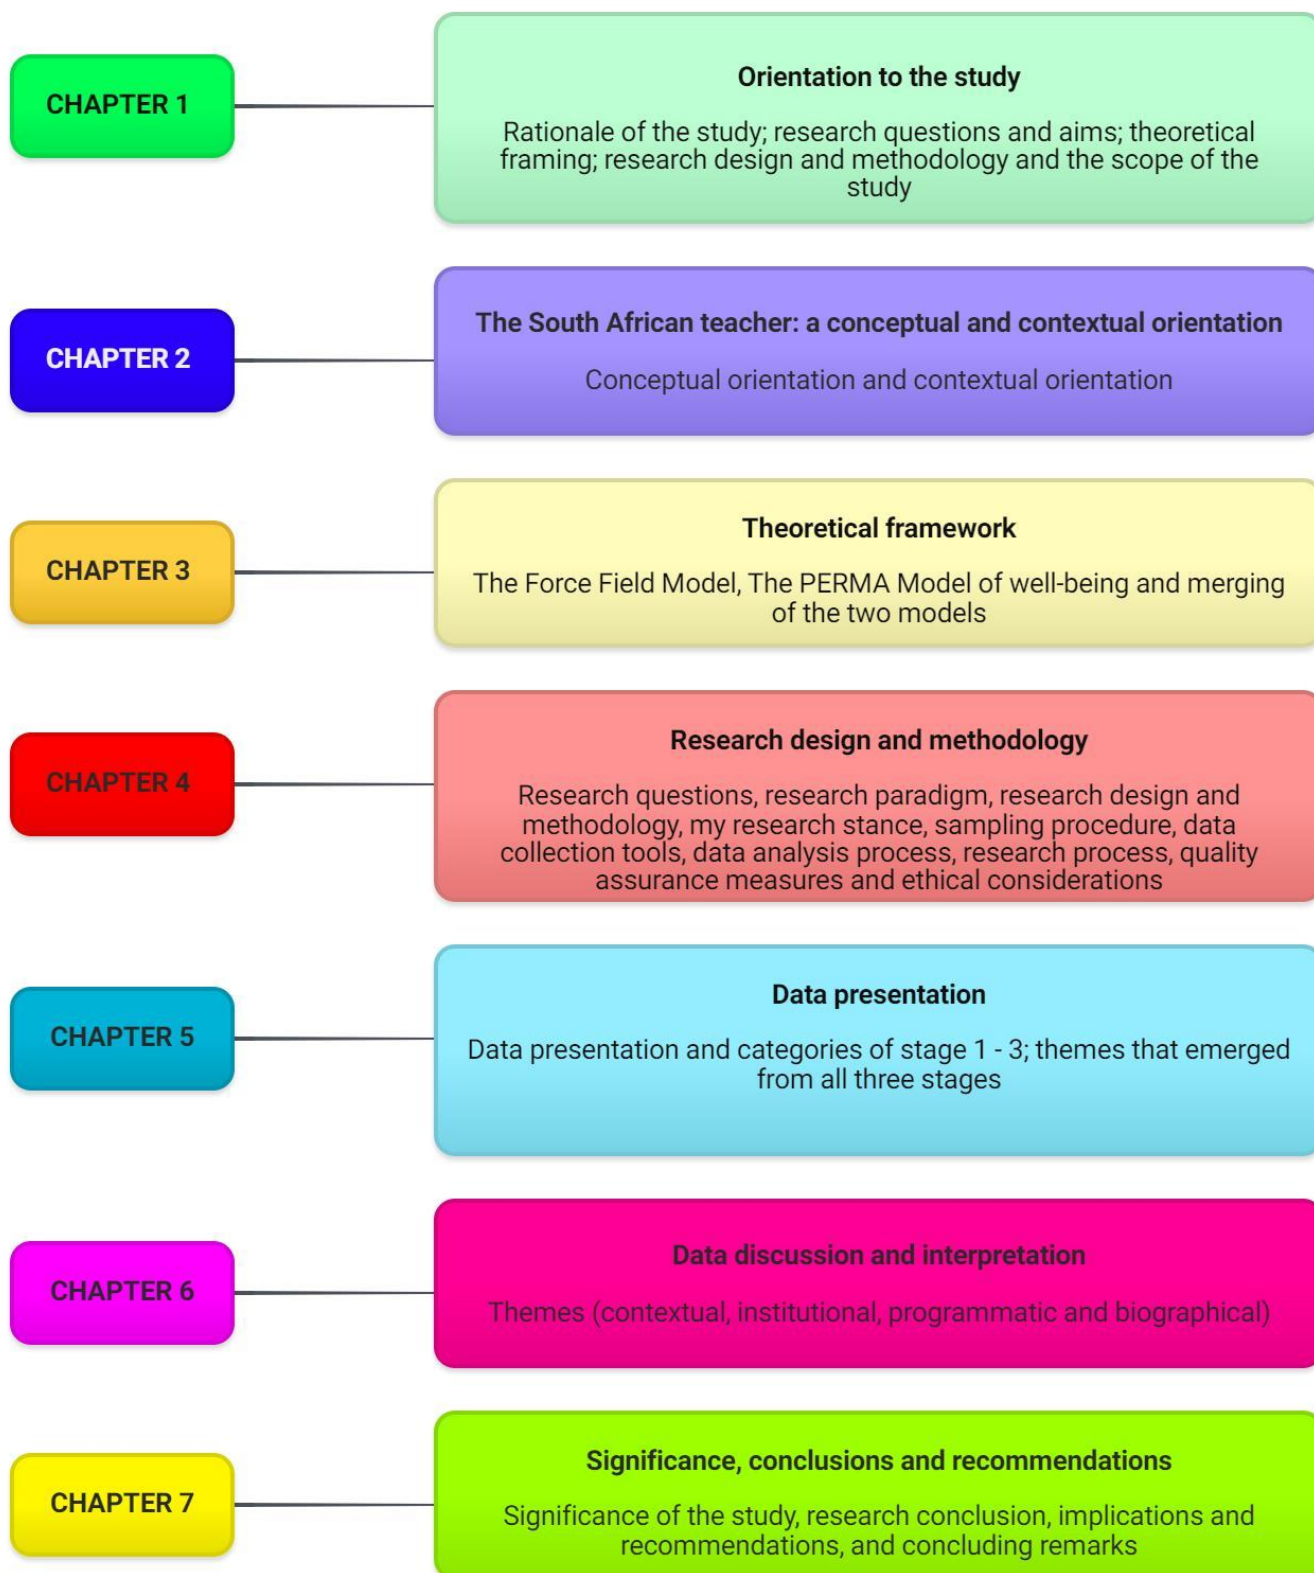 CHAPTER 1
Orientation to the study
Rationale of the study; research questions and aims; theoretical
framing; research design and methodology and the scope of the
study
CHAPTER 2
The South African teacher: a conceptual and contextual orientation
Conceptual orientation and contextual orientation
CHAPTER 3
Theoretical framework
The Force Field Model, The PERMA Model of well-being and merging
of the two models
CHAPTER 4
Research design and methodology
Research questions, research paradigm, research design and
methodology, my research stance, sampling procedure, data
collection tools, data analysis process, research process, quality
assurance measures and ethical considerations
CHAPTER 5
Data presentation
Data presentation and categories of stage 1 - 3; themes that emerged
from all three stages
CHAPTER 6
Data discussion and interpretation
Themes (contextual, institutional, programmatic and biographical)
CHAPTER 7
Significance, conclusions and recommendations
Significance of the study, research conclusion, implications and
recommendations, and concluding remarks